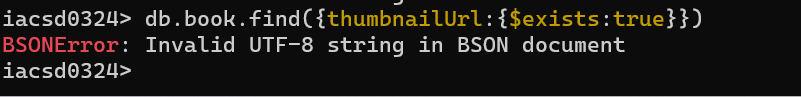 iacsd0324> db.book.find({thumbnailUrl:{$exists:true}})
BSONError: Invalid UTF-8 string in BSON document
iacsd0324>